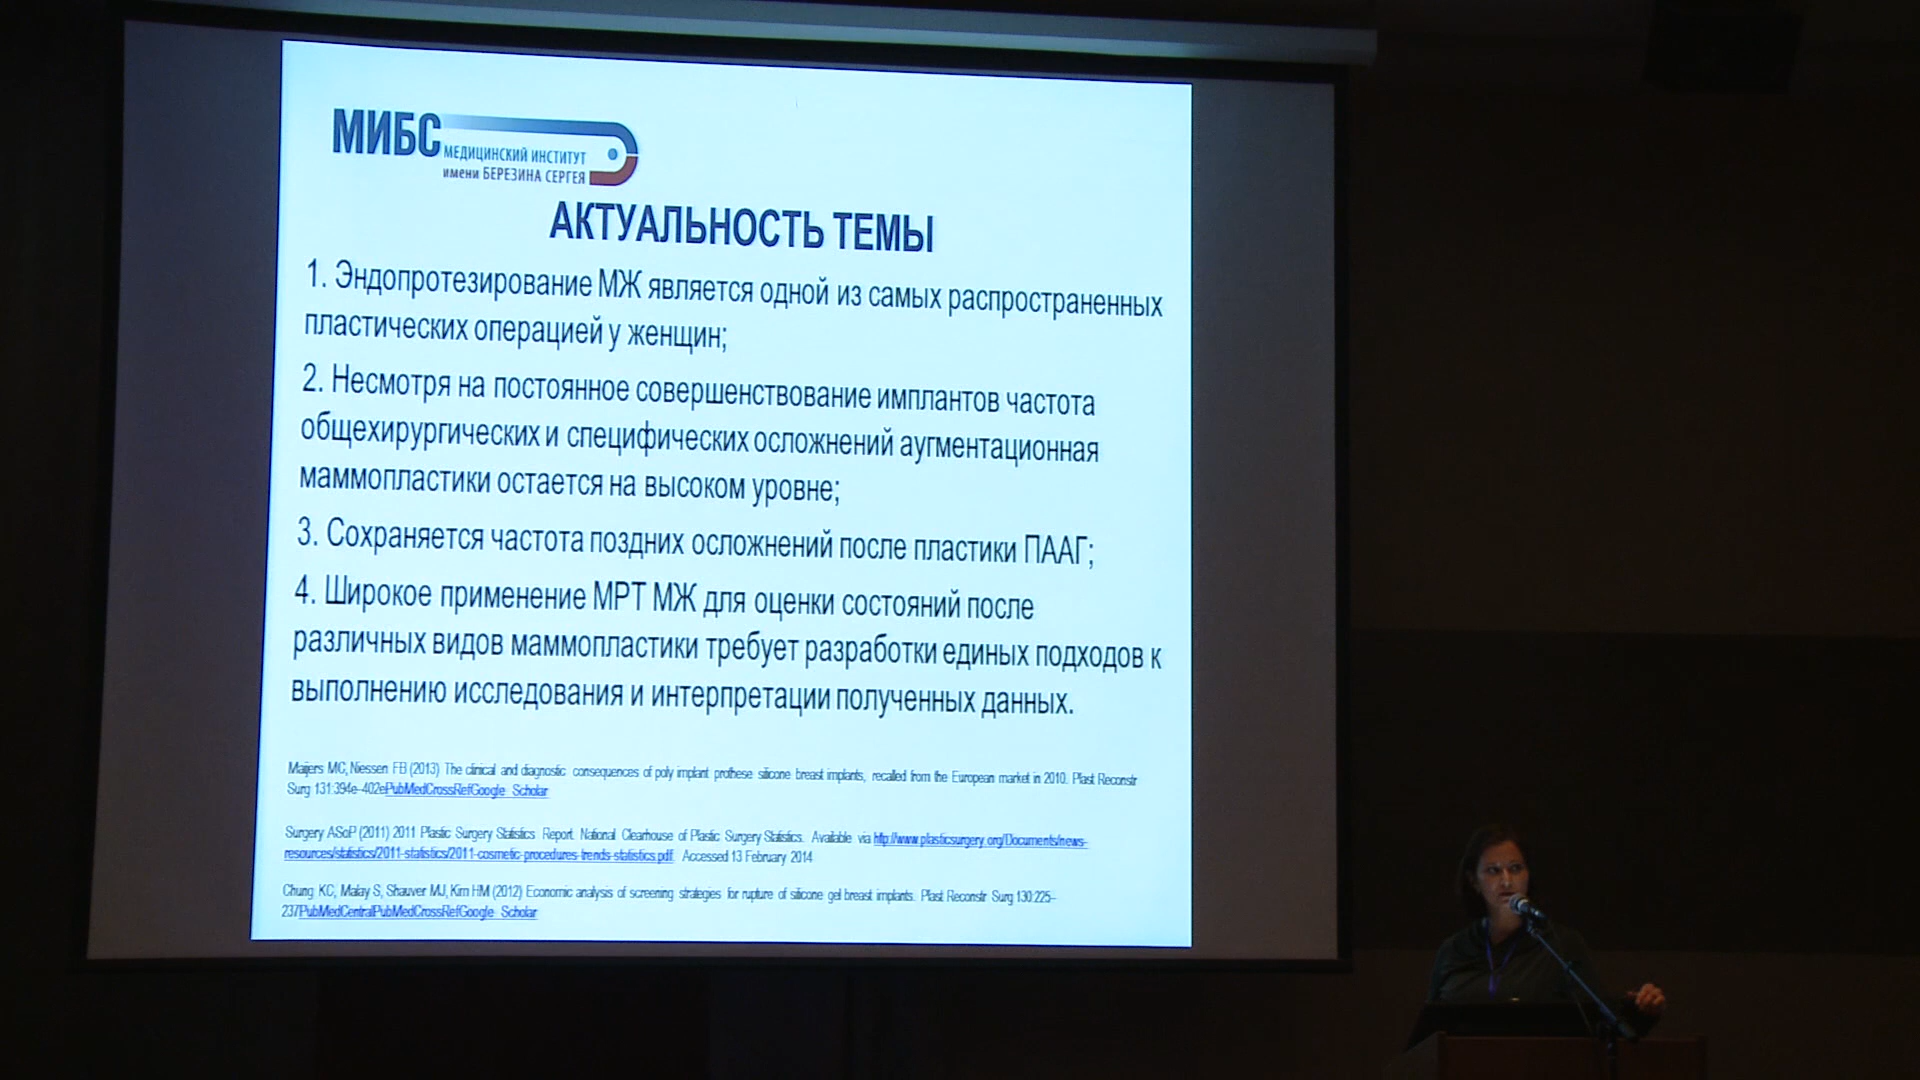 МИБС
МЕДИЦИНСКИЙ ИНСТИТУТ
имени БЕРЕЗИНА СЕРГЕЯ
АКТУАЛЬНОСТЬ ТЕМЫ
1. Эндопротезирование МЖ является одной из самых распространенных
пластических операцией у женщин;
2. Несмотря на постоянное совершенствование имплантов частота
общехирургических и специфических осложнений аугментационная
маммопластики остается на высоком уровне;
3. Сохраняется частота поздних осложнений после пластики ПААГ;
4. Широкое применение МРТ МЖ для оценки состояний после
различных видов маммопластики требует разработки единых подходов к
выполнению исследования и интерпретации полученных данных.
Maijers MC, Niessen FB (2013) The clinical and diagnostic consequences of poly implant prothese silicone breast implants, recalled from the European market in 2010. Plast Reconstr
Surg 131:394e–402ePubMedCrossRefGoogle Scholar
Surgery ASoP (2011) 2011 Plastic Surgery Statistics Report. National Clearhouse of Plastic Surgery Statistics. Available via http://www.plasticsurgery.org/Documents/news-
resources/statistics/2011-statistics/2011-cosmetic-procedures-trends-statistics.pdf. Accessed 13 February 2014
Chung KC, Malay S, Shauver MJ, Kim HM (2012) Economic analysis of screening strategies for rupture of silicone gel breast implants. Plast Reconstr Surg 130:225–
237PubMedCentralPubMedCrossRefGoogle Scholar